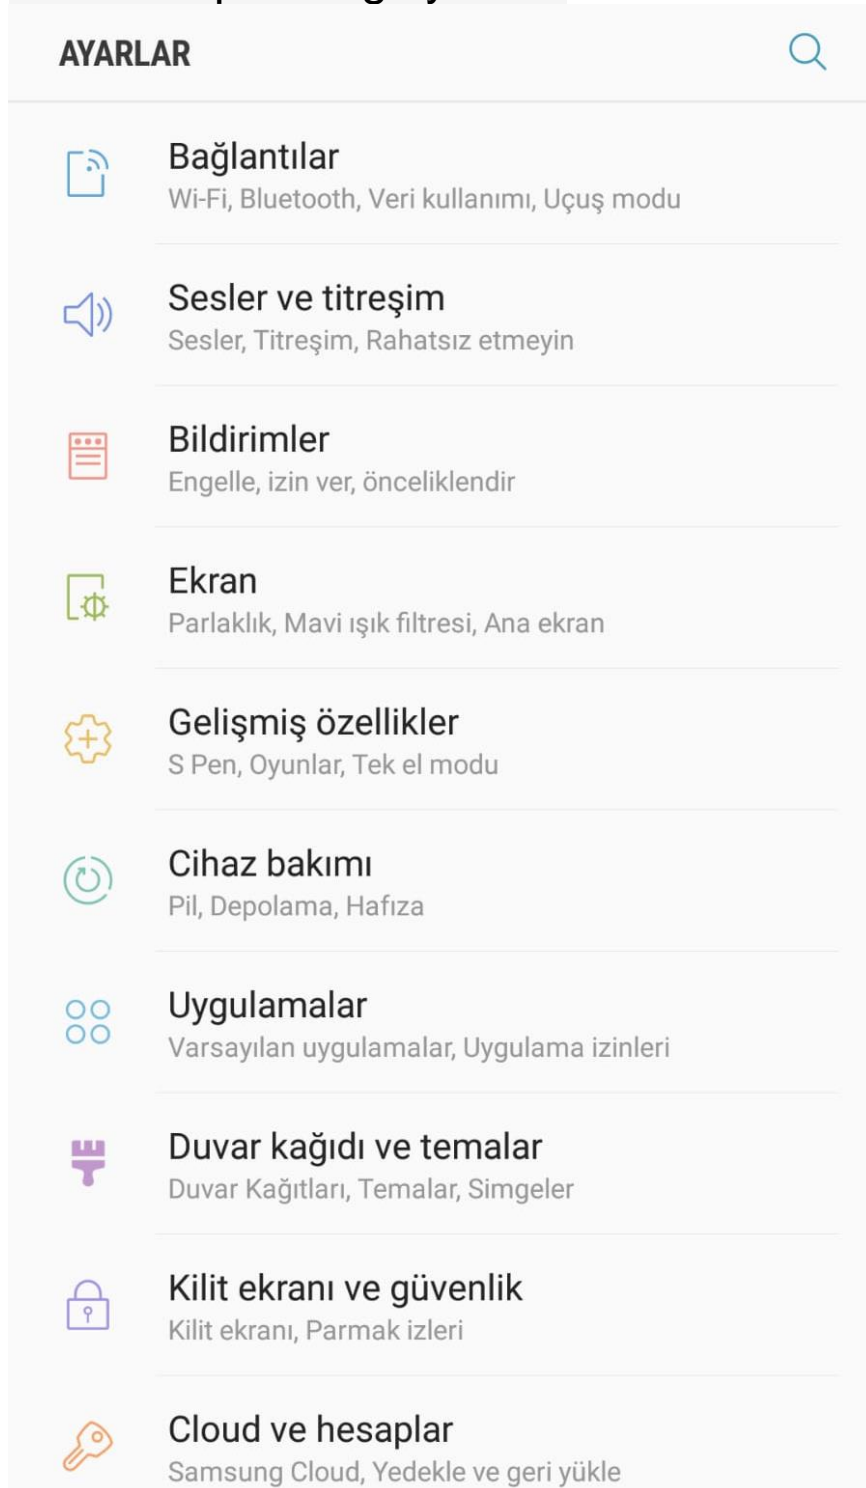 AYARLAR
Bağlantılar
Wi-Fi, Bluetooth, Veri kullanımı, Uçuş modu
Sesler ve titreşim
Sesler, Titreşim, Rahatsız etmeyin
Bildirimler
Engelle, izin ver, önceliklendir
Ekran
Parlaklık, Mavi ışık filtresi, Ana ekran
Gelişmiş özellikler
S Pen, Oyunlar, Tek el modu
Cihaz bakımı
Pil, Depolama, Hafıza
Uygulamalar
Varsayılan uygulamalar, Uygulama izinleri
Duvar kağıdı ve temalar
Duvar Kağıtları, Temalar, Simgeler
Kilit ekranı ve güvenlik
Kilit ekranı, Parmak izleri
Cloud ve hesaplar
Samsung Cloud, Yedekle ve geri yükle